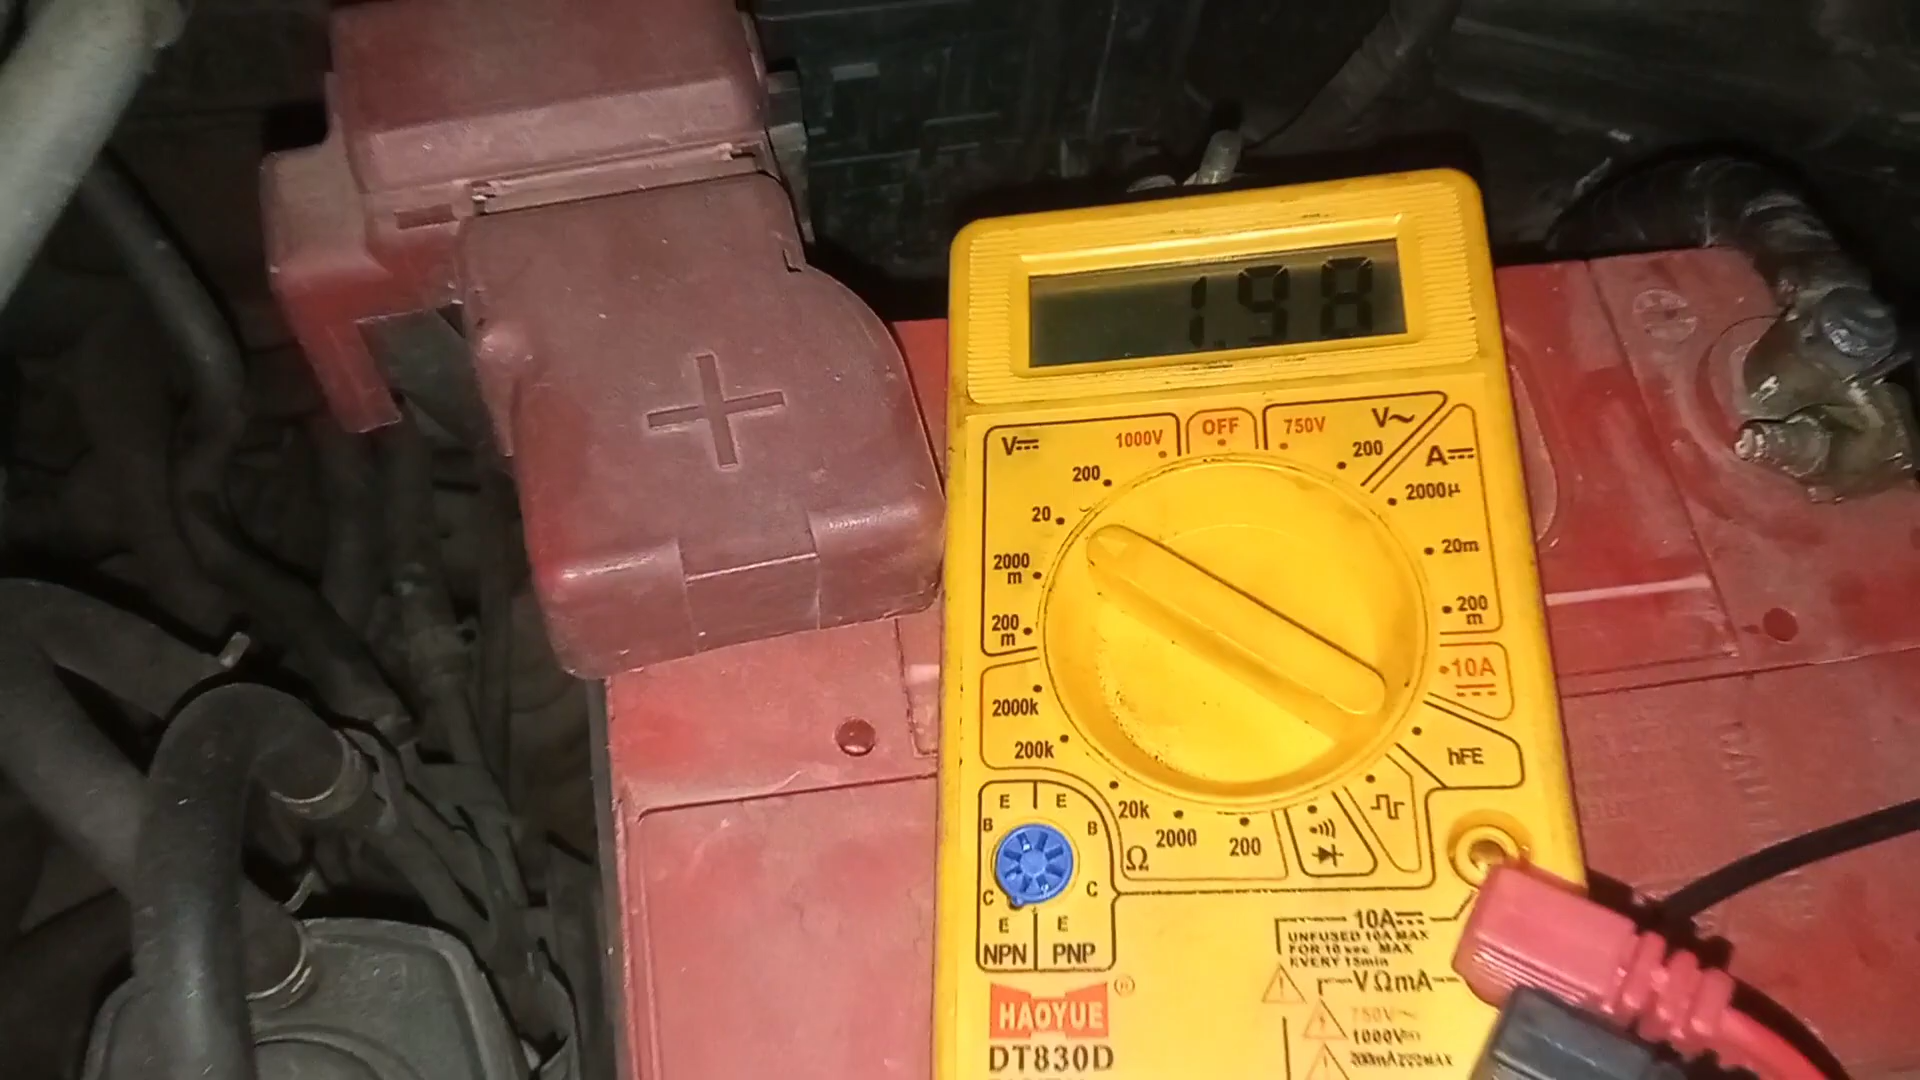 1.98
V⎓
1000V
OFF
750V
V~
200
200
A⎓
2000µ
20
20m
2000
m
200
m
200
m
10A
2000k
hFE
200k
20k
2000
200
Ω
E E
B B
C C
E E
NPN PNP
10A⎓
UNFUSED 10A MAX
FOR 10 sec MAX
EVERY 15min
VΩmA
750V~
1000V⎓
HAOYUE ®
DT830D